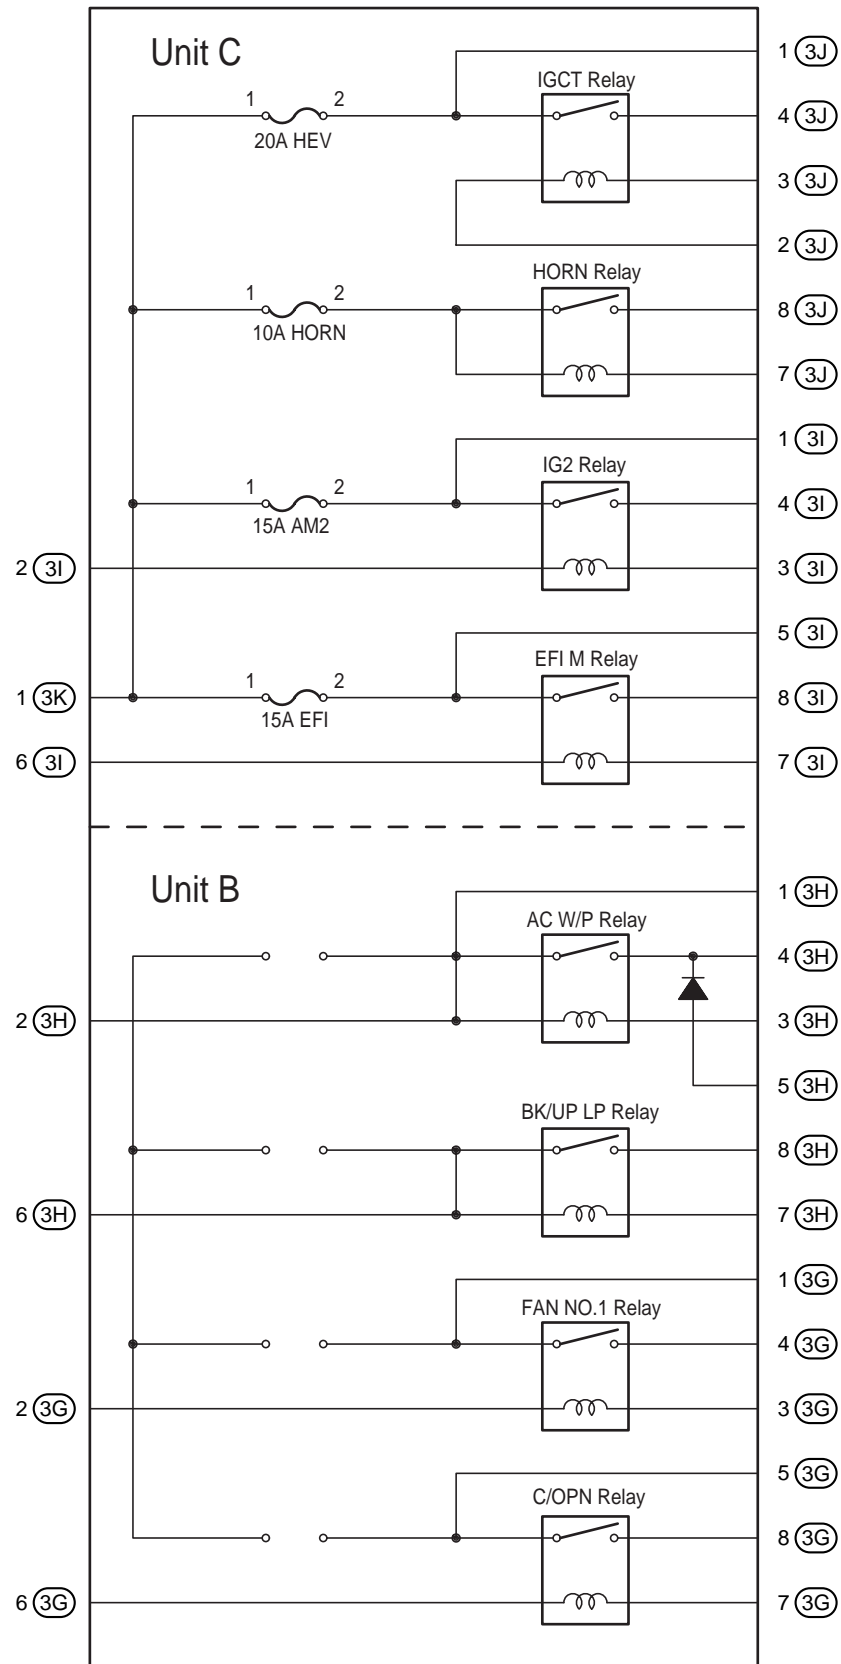 Unit C
1 3J
IGCT Relay
1 2
4 3J
20A HEV
3 3J
2 3J
HORN Relay
1 2
8 3J
10A HORN
7 3J
1 3I
IG2 Relay
1 2
4 3I
15A AM2
2 3I
3 3I
5 3I
EFI M Relay
1 2
1 3K
8 3I
15A EFI
6 3I
7 3I
Unit B
1 3H
AC W/P Relay
4 3H
2 3H
3 3H
5 3H
BK/UP LP Relay
8 3H
6 3H
7 3H
1 3G
FAN NO.1 Relay
4 3G
2 3G
3 3G
5 3G
C/OPN Relay
8 3G
6 3G
7 3G